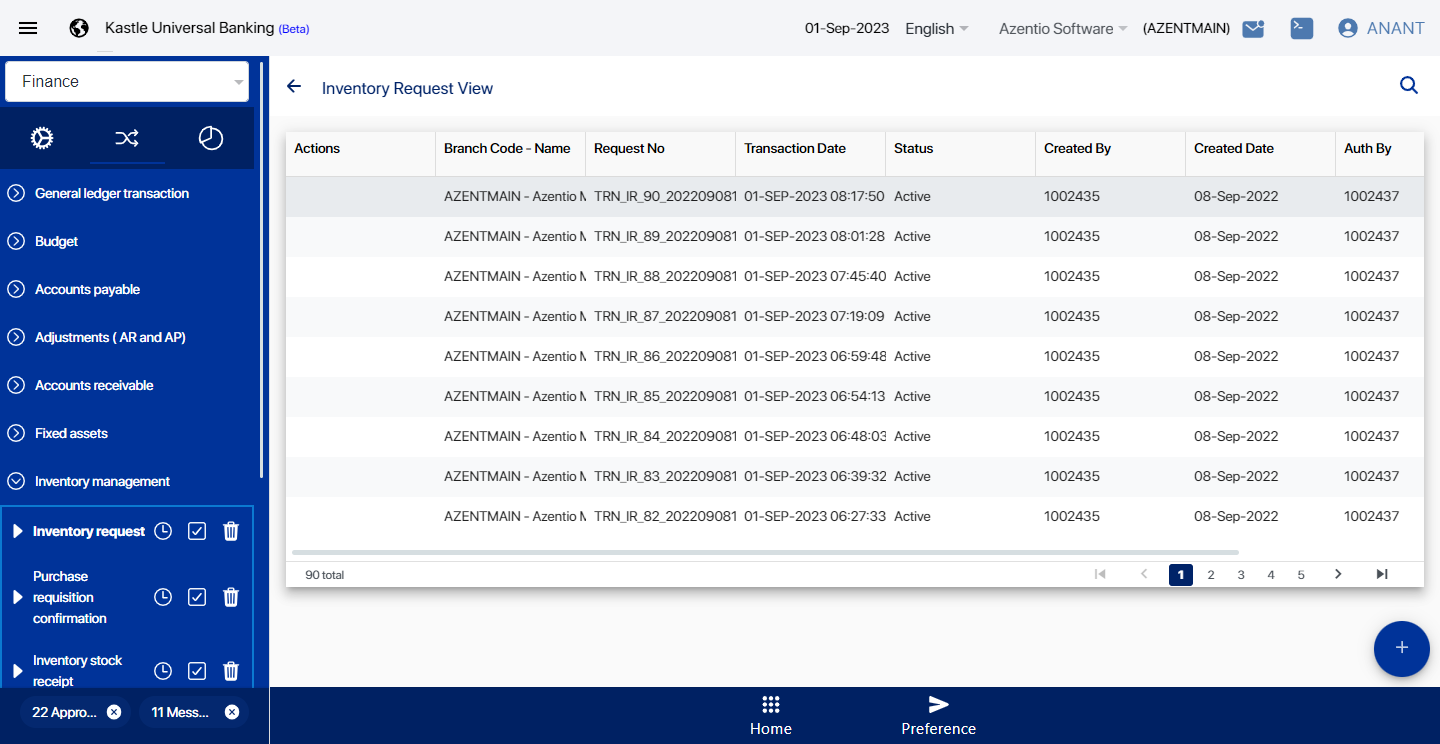 Kastle Universal Banking (Beta)
01-Sep-2023 English Azentio Software (AZENTMAIN) ANANT
Finance
Inventory Request View
General ledger transaction
Budget
Accounts payable
Adjustments ( AR and AP)
Accounts receivable
Fixed assets
Inventory management
Inventory request
Purchase
requisition
confirmation
Inventory stock
receipt
22 Appro...
11 Mess...
Actions Branch Code - Name Request No Transaction Date Status Created By Created Date Auth By
AZENTMAIN - Azentio M TRN_IR_90_202209081 01-SEP-2023 08:17:50 Active 1002435 08-Sep-2022 1002437
AZENTMAIN - Azentio M TRN_IR_89_202209081 01-SEP-2023 08:01:28 Active 1002435 08-Sep-2022 1002437
AZENTMAIN - Azentio M TRN_IR_88_202209081 01-SEP-2023 07:45:40 Active 1002435 08-Sep-2022 1002437
AZENTMAIN - Azentio M TRN_IR_87_202209081 01-SEP-2023 07:19:09 Active 1002435 08-Sep-2022 1002437
AZENTMAIN - Azentio M TRN_IR_86_202209081 01-SEP-2023 06:59:48 Active 1002435 08-Sep-2022 1002437
AZENTMAIN - Azentio M TRN_IR_85_202209081 01-SEP-2023 06:54:13 Active 1002435 08-Sep-2022 1002437
AZENTMAIN - Azentio M TRN_IR_84_202209081 01-SEP-2023 06:48:03 Active 1002435 08-Sep-2022 1002437
AZENTMAIN - Azentio M TRN_IR_83_202209081 01-SEP-2023 06:39:32 Active 1002435 08-Sep-2022 1002437
AZENTMAIN - Azentio M TRN_IR_82_202209081 01-SEP-2023 06:27:33 Active 1002435 08-Sep-2022 1002437
90 total 1 2 3 4 5
+
Home Preference